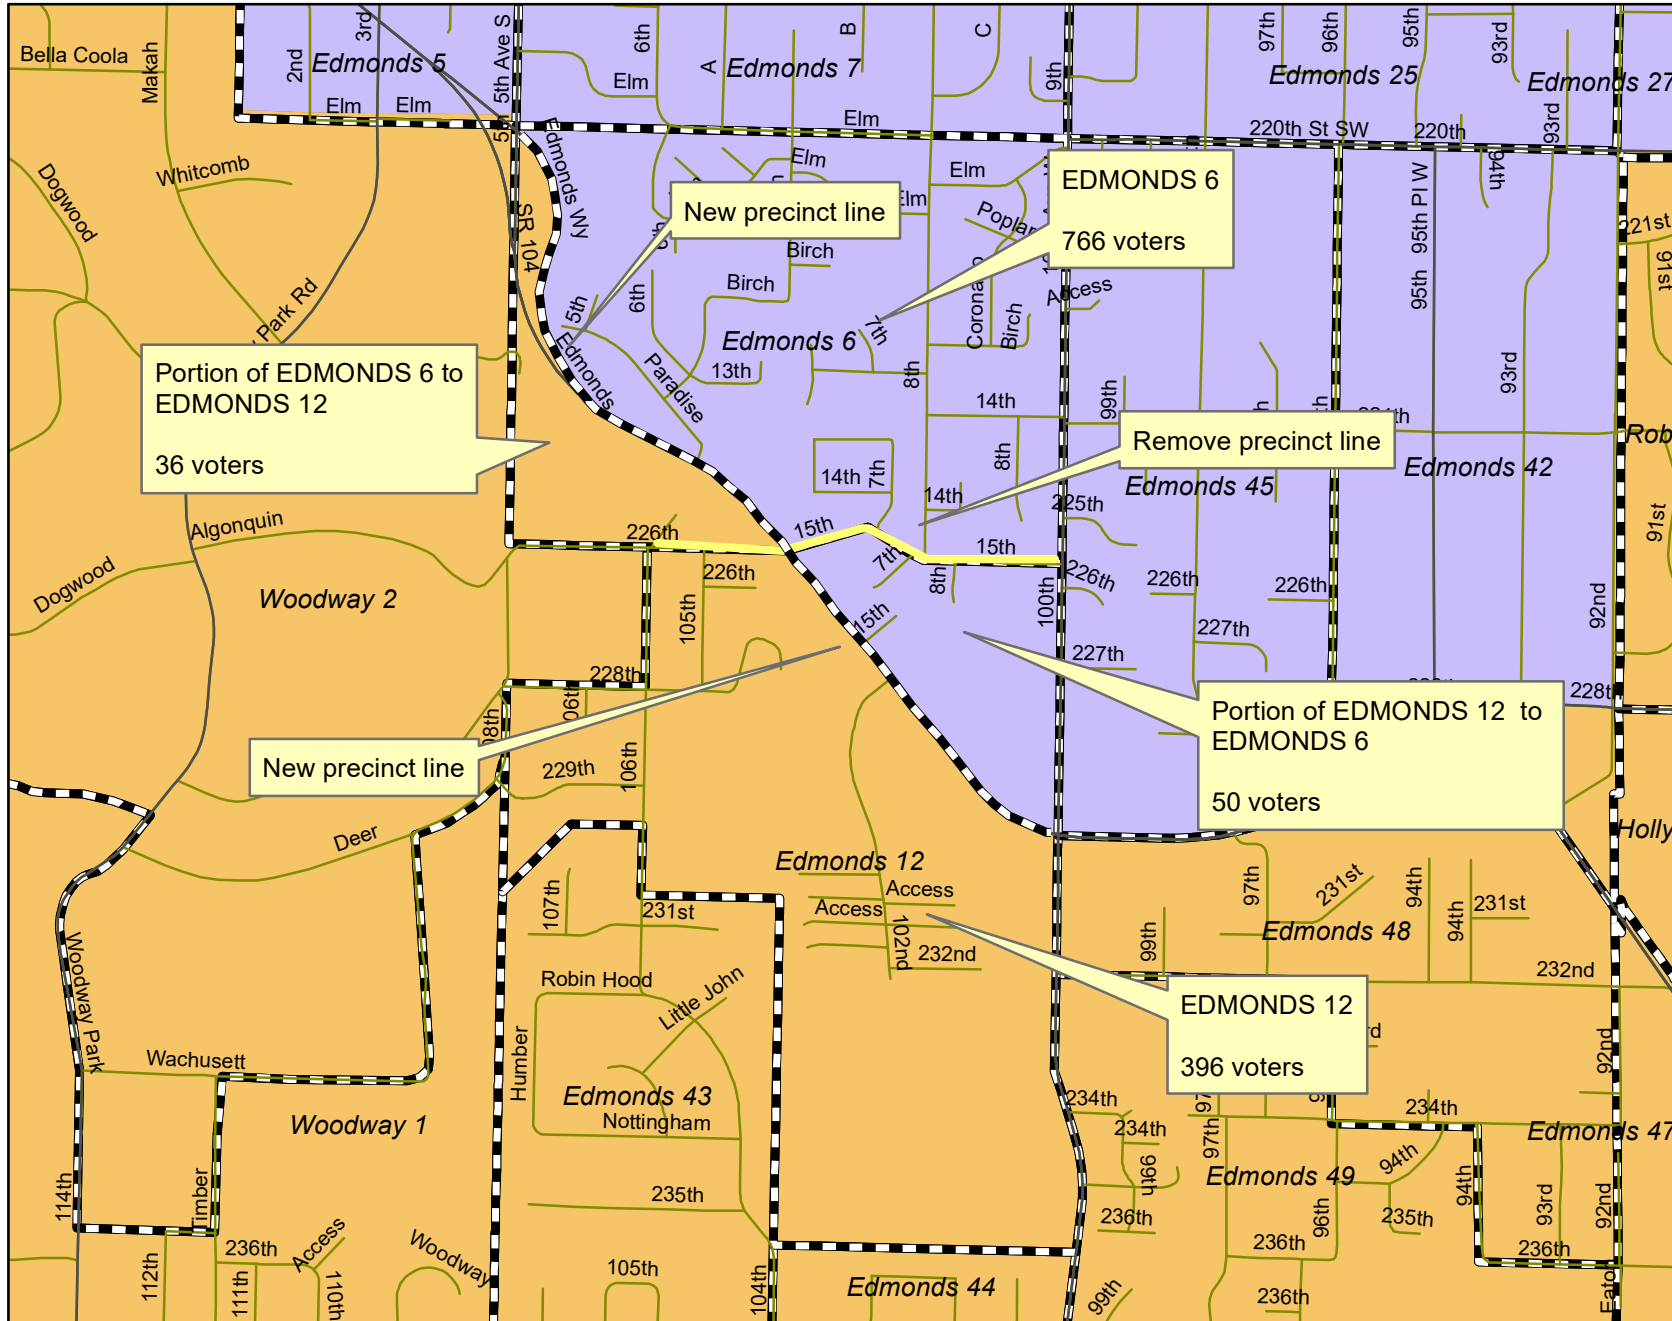 3rd
5th Ave S
6th
B
C
97th
96th
95th
93rd
Bella Coola
Makah
2nd
Edmonds 5
A
Edmonds 7
9th
Edmonds 25
Edmonds 27
Elm
Elm
Elm
Elm
5th
220th St SW
220th
93rd
Edmonds Wy
Elm
94th
Whitcomb
Dogwood
Elm
Elm
Poplar
New precinct line
EDMONDS 6
766 voters
95th Pl W
221st
SR 104
Birch
Birch
Access
91st
Park Rd
5th
6th
7th
Birch
95th
Edmonds 6
Edmonds
Paradise
13th
8th
93rd
Portion of EDMONDS 6 to
EDMONDS 12
36 voters
14th
99th
Remove precinct line
8th
14th
7th
14th
Edmonds 45
Edmonds 42
225th
91st
Algonquin
226th
15th
15th
7th
8th
Dogwood
226th
226th
226th
226th
Woodway 2
105th
15th
100th
92nd
227th
227th
228th
228th
Portion of EDMONDS 12 to
EDMONDS 6
50 voters
New precinct line
229th
106th
Deer
Edmonds 12
Holly
Access
Access
107th
231st
102nd
232nd
97th
231st
94th
94th
231st
99th
Edmonds 48
232nd
Woodway Park
Robin Hood
Little John
EDMONDS 12
396 voters
92nd
Wachusett
Humber
Edmonds 43
Nottingham
Woodway 1
234th
234th
97th
234th
Edmonds 47
94th
99th
Edmonds 49
94th
114th
Timber
235th
236th
96th
235th
93rd
92nd
236th
Access
Woodway
236th
236th
112th
111th
110th
105th
104th
Edmonds 44
99th
236th
Eaton